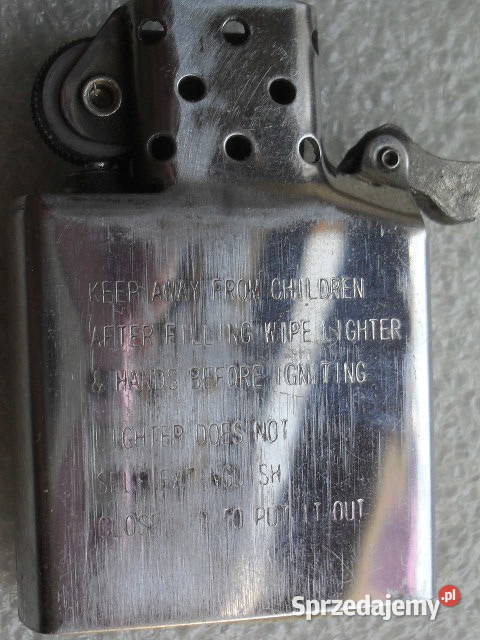 KEEP AWAY FROM CHILDREN
AFTER FILLING WIPE LIGHTER
& HANDS BEFORE IGNITING
LIGHTER DOES NOT
SELF EXTINGUISH
CLOSE LID TO PUT IT OUT
Sprzedajemy.pl